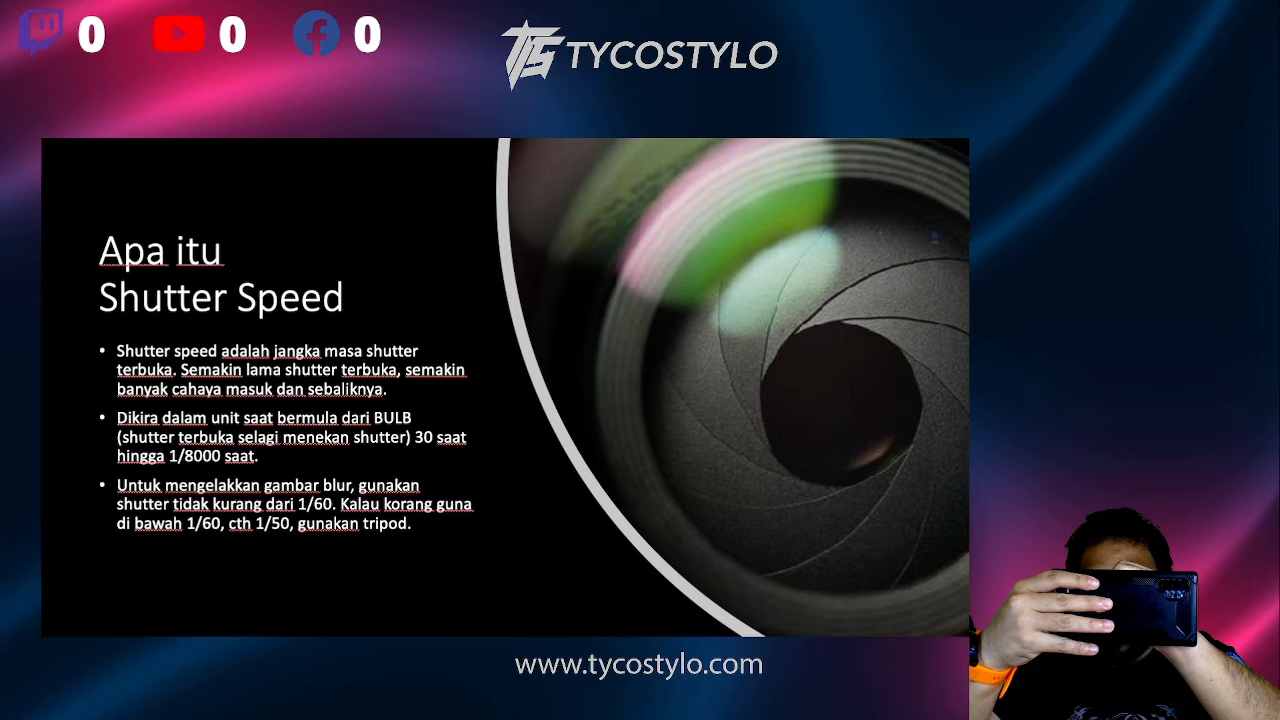 0 0 0
TYCOSTYLO
Apa itu
Shutter Speed
• Shutter speed adalah jangka masa shutter
terbuka. Semakin lama shutter terbuka, semakin
banyak cahaya masuk dan sebaliknya.
• Dikira dalam unit saat bermula dari BULB
(shutter terbuka selagi menekan shutter) 30 saat
hingga 1/8000 saat.
• Untuk mengelakkan gambar blur, gunakan
shutter tidak kurang dari 1/60. Kalau korang guna
di bawah 1/60, cth 1/50, gunakan tripod.
www.tycostylo.com